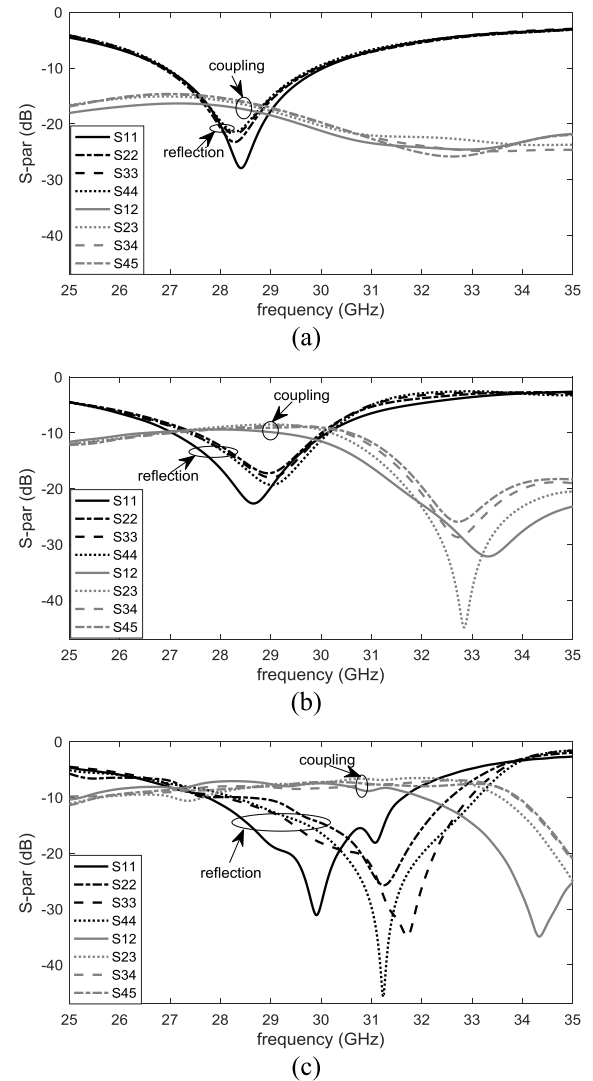 0
-10
-20
-30
-40
S-par (dB)
coupling
reflection
S11
S22
S33
S44
S12
S23
S34
S45
25 26 27 28 29 30 31 32 33 34 35
frequency (GHz)
(a)
0
-10
-20
-30
-40
S-par (dB)
coupling
reflection
S11
S22
S33
S44
S12
S23
S34
S45
25 26 27 28 29 30 31 32 33 34 35
frequency (GHz)
(b)
0
-10
-20
-30
-40
S-par (dB)
coupling
reflection
S11
S22
S33
S44
S12
S23
S34
S45
25 26 27 28 29 30 31 32 33 34 35
frequency (GHz)
(c)